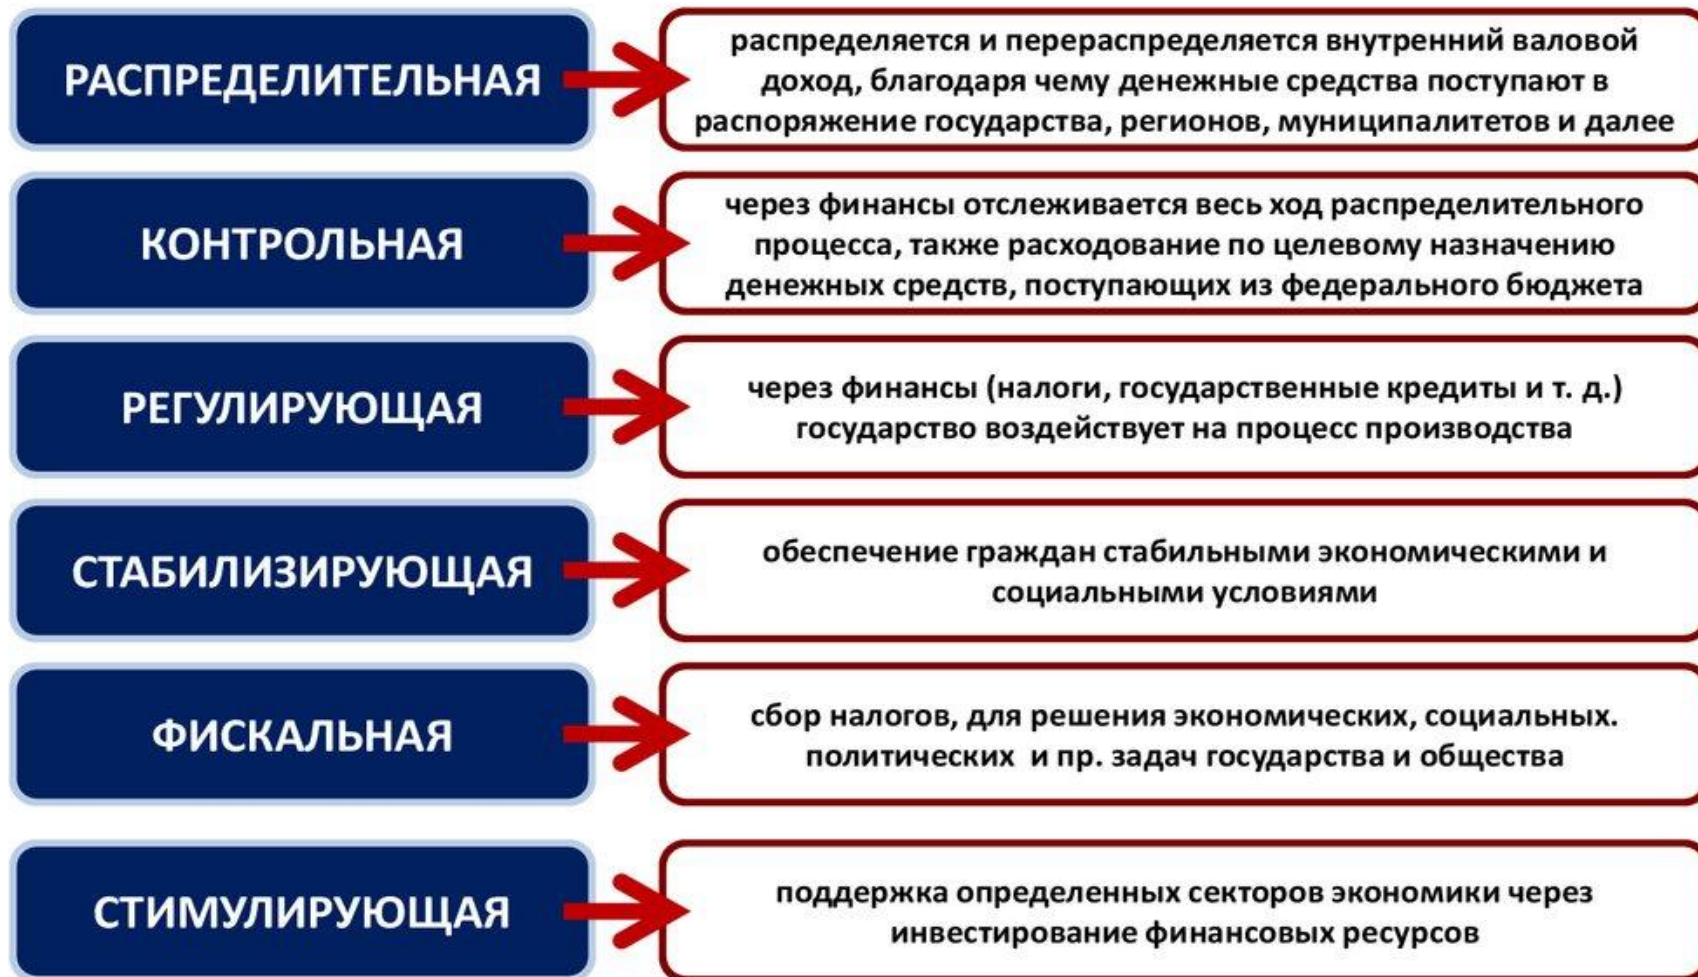 РАСПРЕДЕЛИТЕЛЬНАЯ
распределяется и перераспределяется внутренний валовой
доход, благодаря чему денежные средства поступают в
распоряжение государства, регионов, муниципалитетов и далее
КОНТРОЛЬНАЯ
через финансы отслеживается весь ход распределительного
процесса, также расходование по целевому назначению
денежных средств, поступающих из федерального бюджета
РЕГУЛИРУЮЩАЯ
через финансы (налоги, государственные кредиты и т. д.)
государство воздействует на процесс производства
СТАБИЛИЗИРУЮЩАЯ
обеспечение граждан стабильными экономическими и
социальными условиями
ФИСКАЛЬНАЯ
сбор налогов, для решения экономических, социальных.
политических и пр. задач государства и общества
СТИМУЛИРУЮЩАЯ
поддержка определенных секторов экономики через
инвестирование финансовых ресурсов